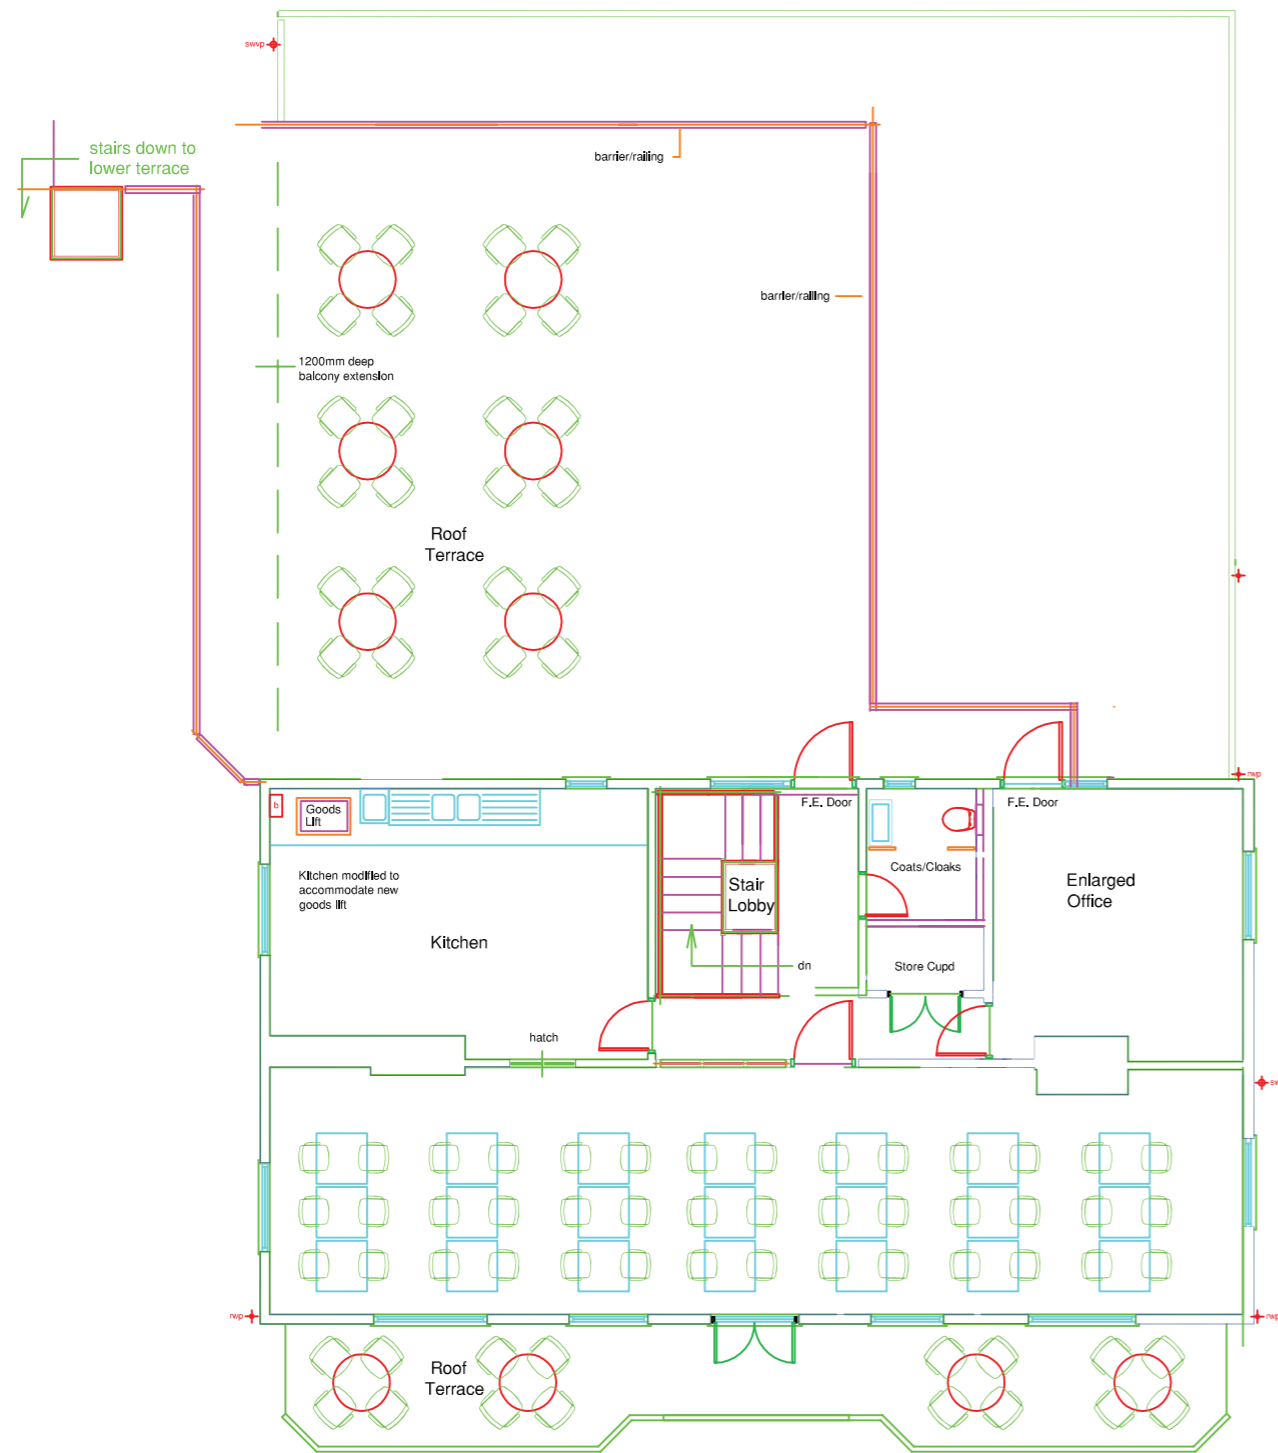 swvp
stairs down to
lower terrace
barrier/railing
barrier/railing
1200mm deep
balcony extension
Roof
Terrace
rwp
b
Goods
Lift
F.E. Door
F.E. Door
Kitchen modified to
accommodate new
goods lift
Coats/Cloaks
Stair
Lobby
Enlarged
Office
Kitchen
dn
Store Cupd
hatch
rwp
rwp
Roof
Terrace